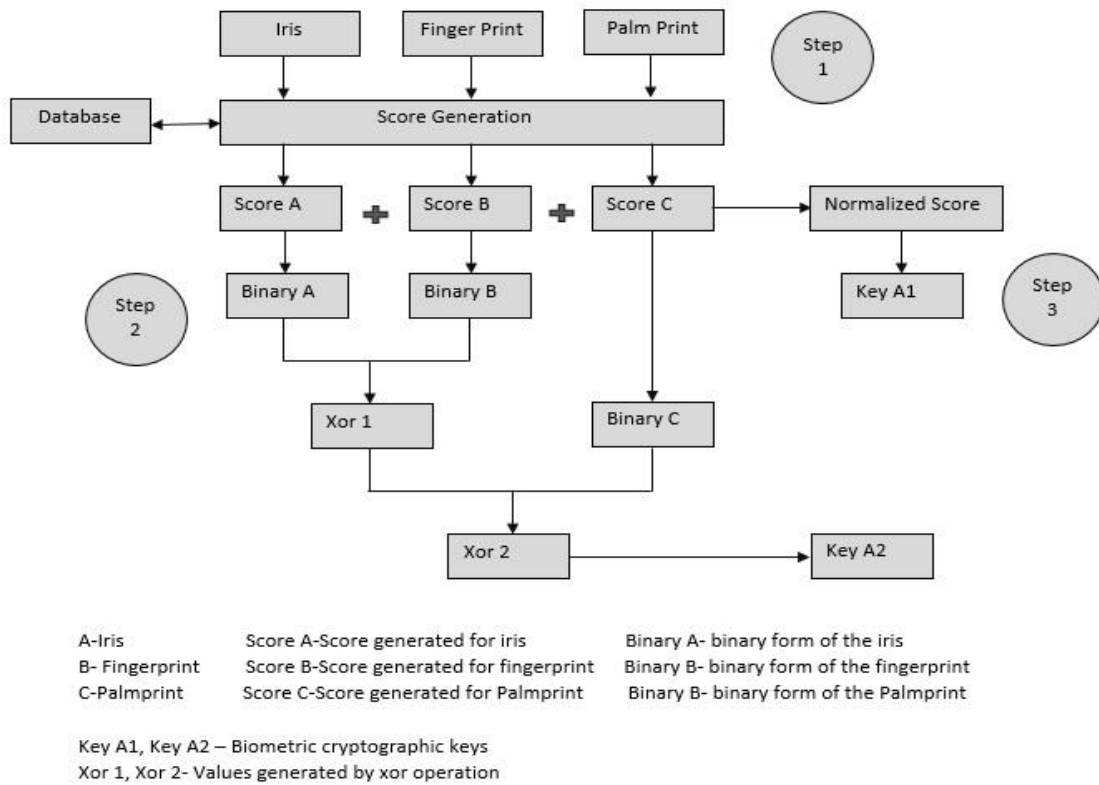 Iris
Finger Print
Palm Print
Step
1
Database
Score Generation
Score A
Score B
Score C
Normalized Score
Step
2
Binary A
Binary B
Key A1
Step
3
Xor 1
Binary C
Xor 2
Key A2
A-Iris Score A-Score generated for iris Binary A- binary form of the iris
B- Fingerprint Score B-Score generated for fingerprint Binary B- binary form of the fingerprint
C-Palmprint Score C-Score generated for Palmprint Binary B- binary form of the Palmprint
Key A1, Key A2 – Biometric cryptographic keys
Xor 1, Xor 2- Values generated by xor operation